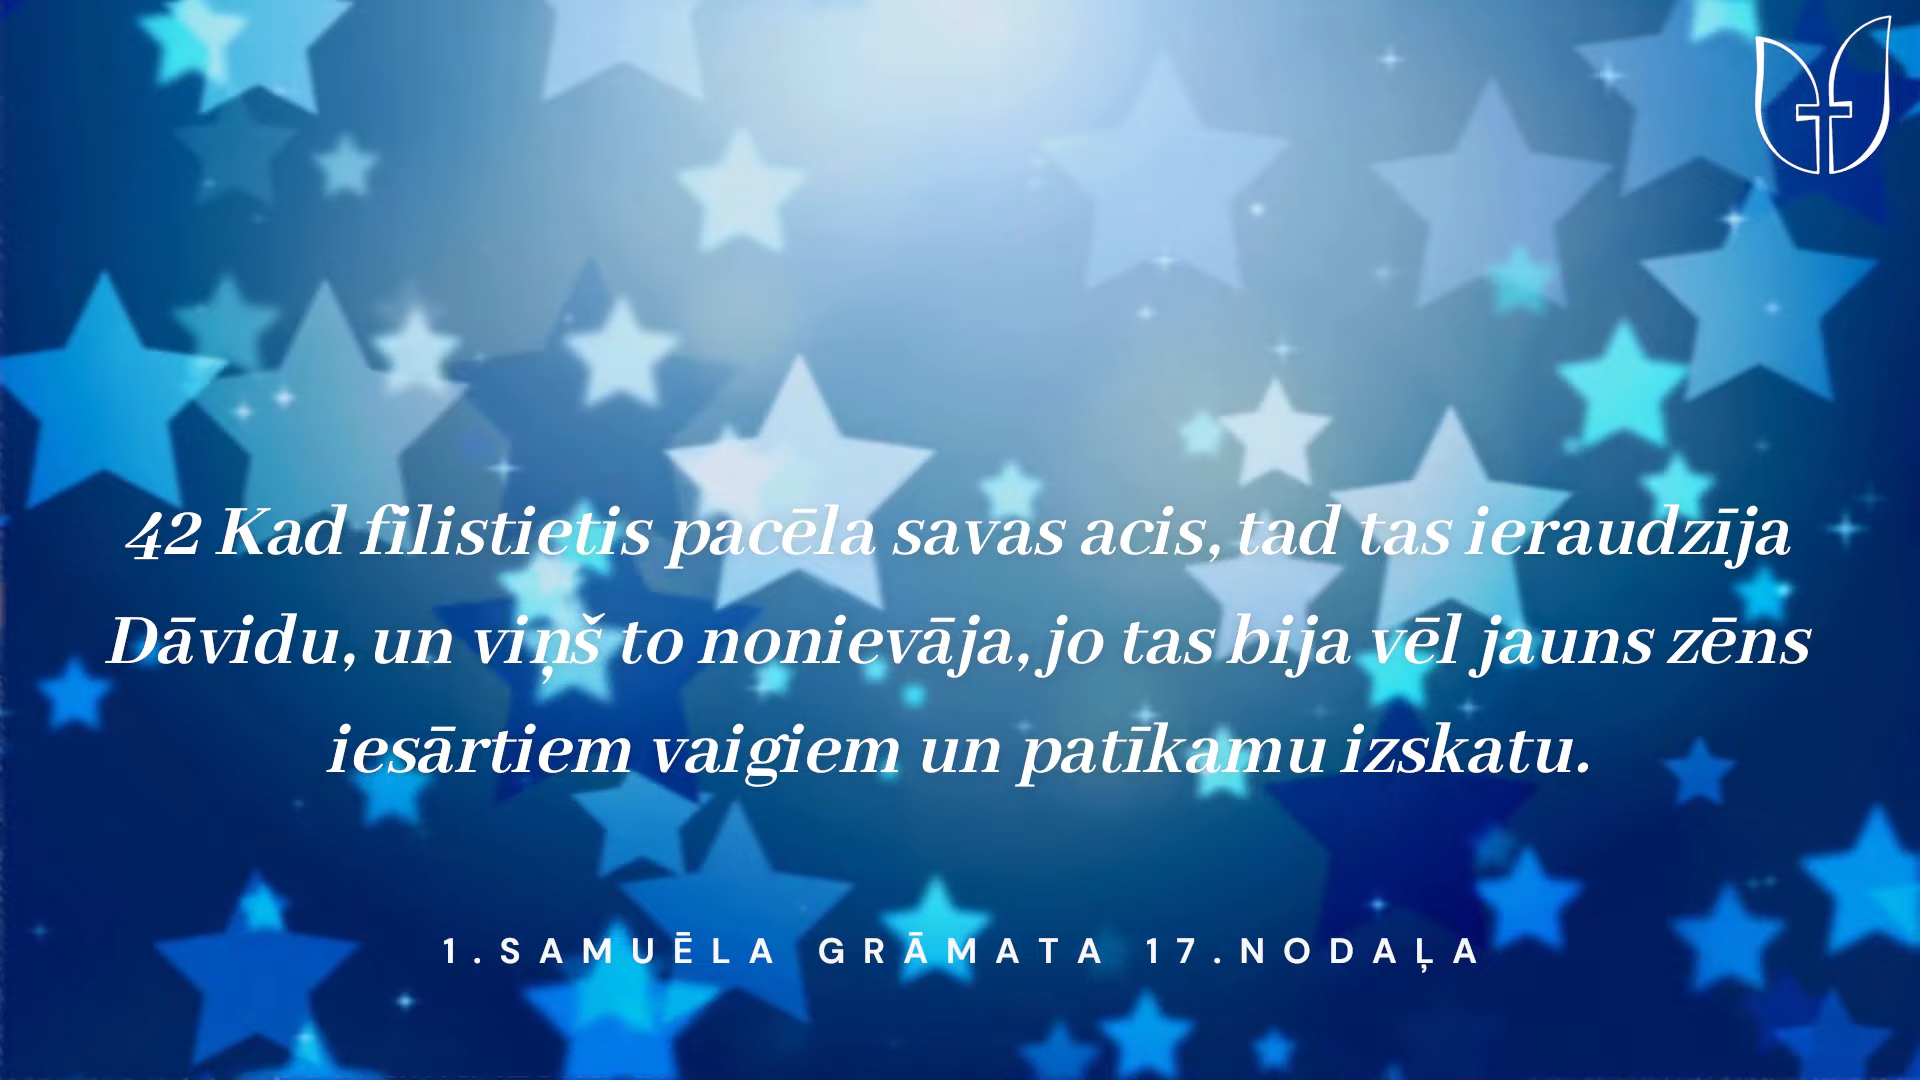 42 Kad filistietis pacēla savas acis, tad tas ieraudzīja
Dāvidu, un viņš to nonievāja, jo tas bija vēl jauns zēns
iesārtiem vaigiem un patīkamu izskatu.
1.SAMUĒLA GRĀMATA 17.NODAĻA